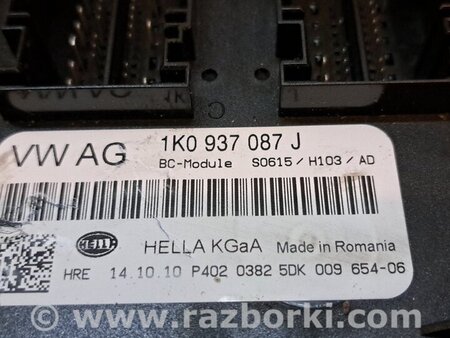 VW AG
1K0 937 087 J
BC-Module S0615 / H103 / AD
HELLA KGaA Made in Romania
HRE 14.10.10 P402 0382 5DK 009 654-06
www.razborki.com